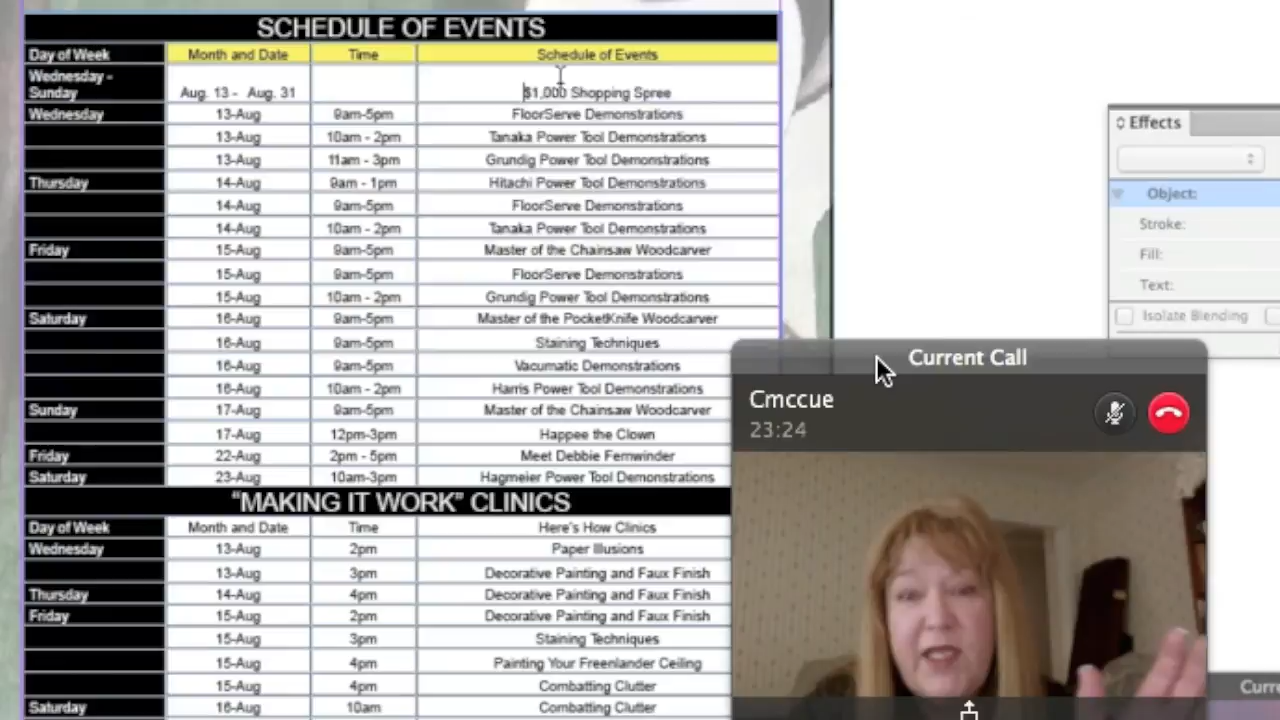 SCHEDULE OF EVENTS
Day of Week Month and Date Time Schedule of Events
Wednesday - Sunday Aug. 13 - Aug. 31 $1,000 Shopping Spree
Wednesday 13-Aug 9am-5pm FloorServe Demonstrations
13-Aug 10am - 2pm Tanaka Power Tool Demonstrations
13-Aug 11am - 3pm Grundig Power Tool Demonstrations
Thursday 14-Aug 9am - 1pm Hitachi Power Tool Demonstrations
14-Aug 9am-5pm FloorServe Demonstrations
14-Aug 10am - 2pm Tanaka Power Tool Demonstrations
Friday 15-Aug 9am-5pm Master of the Chainsaw Woodcarver
15-Aug 9am-5pm FloorServe Demonstrations
15-Aug 10am - 2pm Grundig Power Tool Demonstrations
Saturday 16-Aug 9am-5pm Master of the PocketKnife Woodcarver
16-Aug 9am-5pm Staining Techniques
16-Aug 9am-5pm Vacumatic Demonstrations
16-Aug 10am - 2pm Harris Power Tool Demonstrations
Sunday 17-Aug 9am-5pm Master of the Chainsaw Woodcarver
17-Aug 12pm-3pm Happee the Clown
Friday 22-Aug 2pm - 5pm Meet Debbie Fernwinder
Saturday 23-Aug 10am-3pm Hagmeier Power Tool Demonstrations
"MAKING IT WORK" CLINICS
Day of Week Month and Date Time Here's How Clinics
Wednesday 13-Aug 2pm Paper Illusions
13-Aug 3pm Decorative Painting and Faux Finish
Thursday 14-Aug 4pm Decorative Painting and Faux Finish
Friday 15-Aug 2pm Decorative Painting and Faux Finish
15-Aug 3pm Staining Techniques
15-Aug 4pm Painting Your Freenlander Ceiling
15-Aug 4pm Combatting Clutter
Saturday 16-Aug 10am Combatting Clutter
Effects
Object:
Stroke:
Fill:
Text:
Isolate Blending
Current Call
Cmccue
23:24